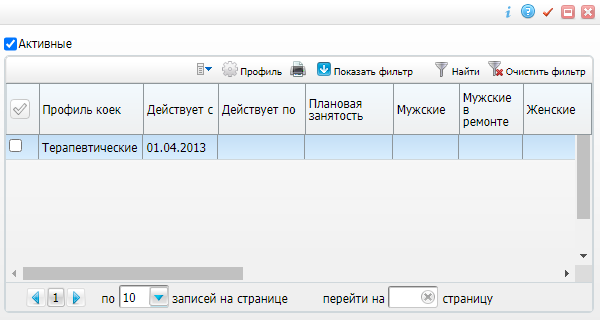 Активные
Профиль Показать фильтр Найти Очистить фильтр
Профиль коек Действует с Действует по Плановая занятость Мужские Мужские в ремонте Женские
Терапевтические 01.04.2013
1 по 10 записей на странице перейти на страницу